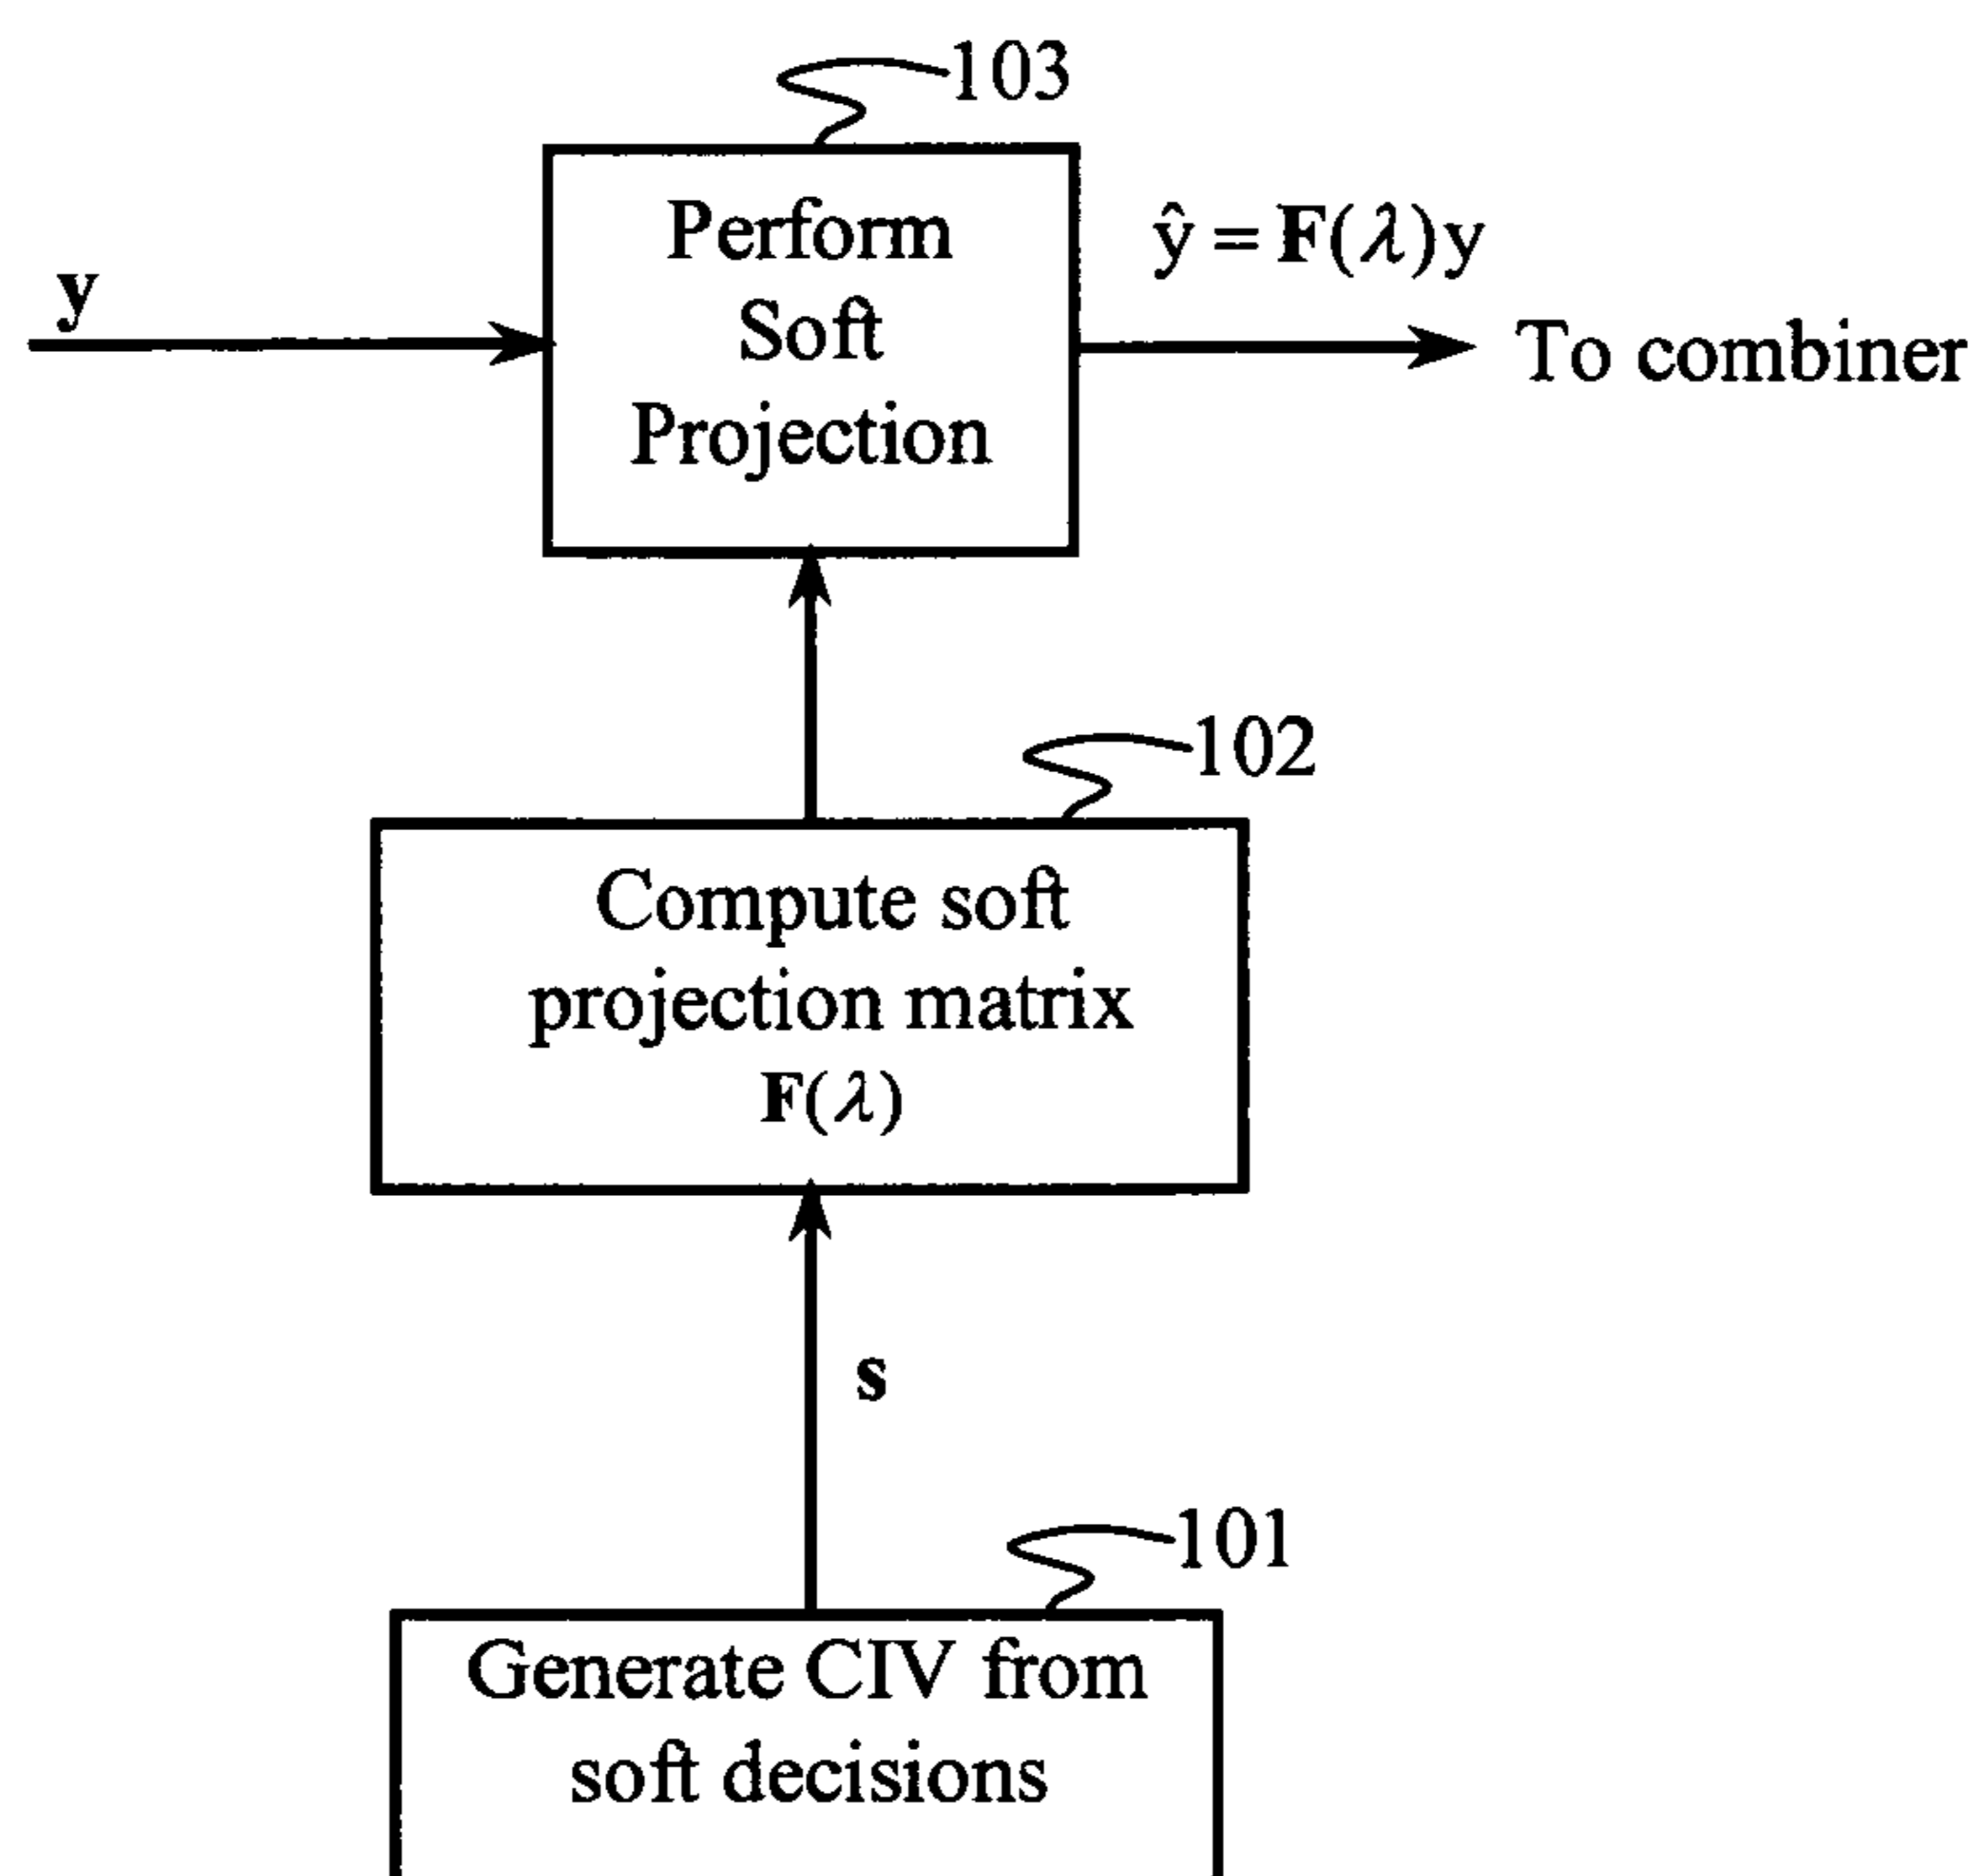 103
Perform
Soft
Projection
y
ŷ = F(λ)y
To combiner
102
Compute soft
projection matrix
F(λ)
s
101
Generate CIV from
soft decisions